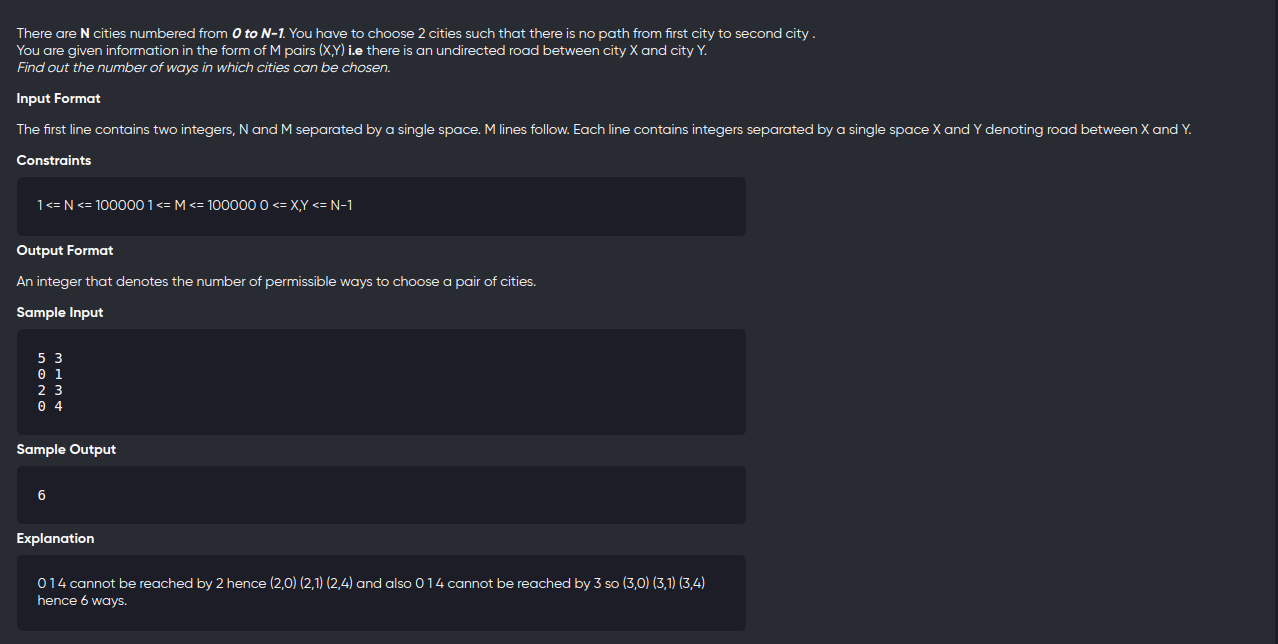 There are N cities numbered from 0 to N-1. You have to choose 2 cities such that there is no path from first city to second city .
You are given information in the form of M pairs (X,Y) i.e there is an undirected road between city X and city Y.
Find out the number of ways in which cities can be chosen.
Input Format
The first line contains two integers, N and M separated by a single space. M lines follow. Each line contains integers separated by a single space X and Y denoting road between X and Y.
Constraints
1 <= N <= 100000 1 <= M <= 100000 0 <= X,Y <= N-1
Output Format
An integer that denotes the number of permissible ways to choose a pair of cities.
Sample Input
5 3
0 1
2 3
0 4
Sample Output
6
Explanation
0 1 4 cannot be reached by 2 hence (2,0) (2,1) (2,4) and also 0 1 4 cannot be reached by 3 so (3,0) (3,1) (3,4)
hence 6 ways.